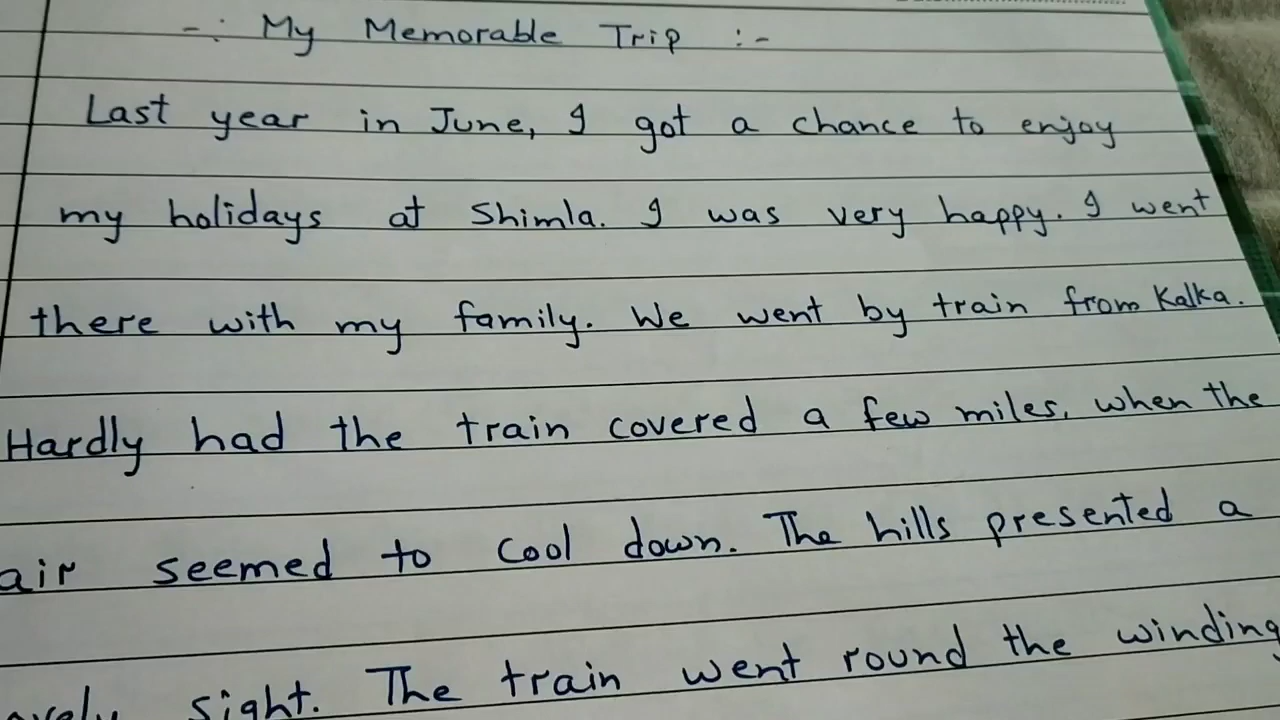 -: My Memorable Trip :-
Last year in June, I got a chance to enjoy
my holidays at Shimla. I was very happy. I went
there with my family. We went by train from Kalka.
Hardly had the train covered a few miles, when the
air seemed to cool down. The hills presented a
sight. The train went round the winding